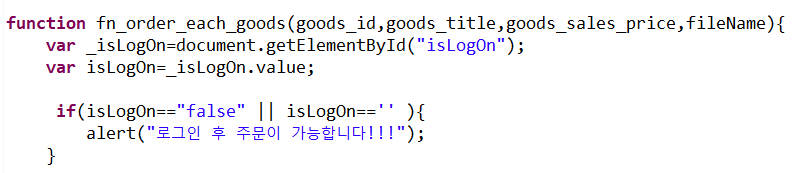 function fn_order_each_goods(goods_id,goods_title,goods_sales_price,fileName){
var _isLogOn=document.getElementById("isLogOn");
var isLogOn=_isLogOn.value;
if(isLogOn=="false" || isLogOn=='' ){
alert("로그인 후 주문이 가능합니다!!!");
}